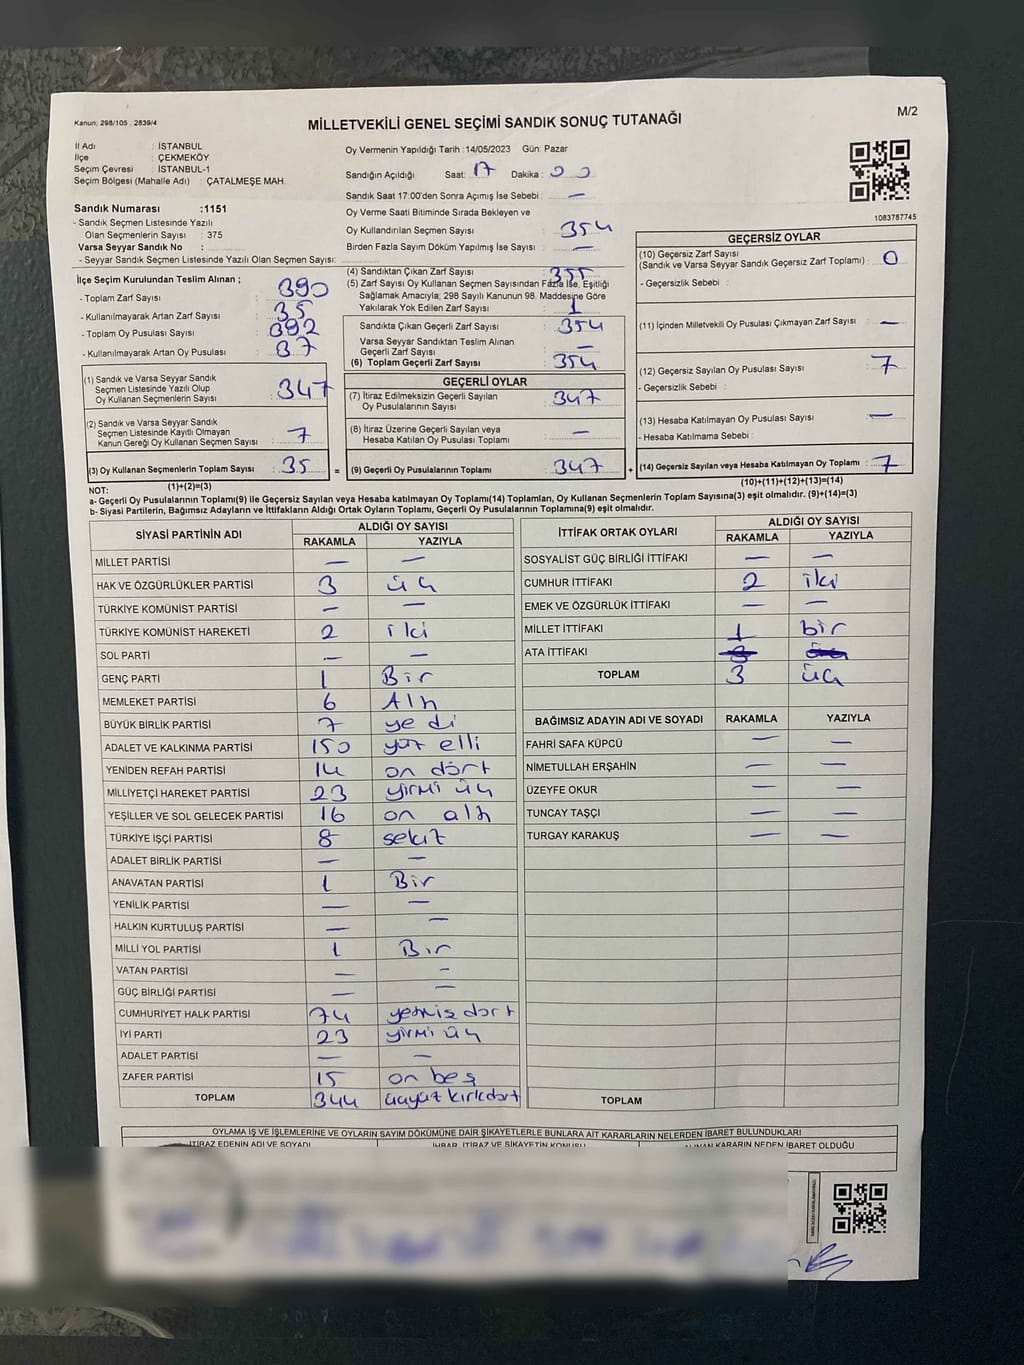 Kanun: 298/105 , 2839/4
M/2
MİLLETVEKİLİ GENEL SEÇİMİ SANDIK SONUÇ TUTANAĞI
İl Adı : İSTANBUL
İlçe : ÇEKMEKÖY
Seçim Çevresi : İSTANBUL-1
Seçim Bölgesi (Mahalle Adı) : ÇATALMEŞE MAH.
Sandık Numarası :1151
- Sandık Seçmen Listesinde Yazılı
Olan Seçmenlerin Sayısı : 375
Varsa Seyyar Sandık No :
- Seyyar Sandık Seçmen Listesinde Yazılı Olan Seçmen Sayısı:
Oy Vermenin Yapıldığı Tarih :14/05/2023 Gün: Pazar
Sandığın Açıldığı Saat: 17 Dakika: 00
Sandık Saat 17:00'den Sonra Açımış İse Sebebi : —
Oy Verme Saati Bitiminde Sırada Bekleyen ve
Oy Kullandırılan Seçmen Sayısı : 354
Birden Fazla Sayım Döküm Yapılmış İse Sayısı : —
1083787745
İlçe Seçim Kurulundan Teslim Alınan ;
- Toplam Zarf Sayısı : 390
- Kullanılmayarak Artan Zarf Sayısı : 35
- Toplam Oy Pusulası Sayısı : 392
- Kullanılmayarak Artan Oy Pusulası : 37
(4) Sandıktan Çıkan Zarf Sayısı : 355
(5) Zarf Sayısı Oy Kullanan Seçmen Sayısından Fazla İse, Eşitliği
Sağlamak Amacıyla; 298 Sayılı Kanunun 98. Maddesine Göre
Yakılarak Yok Edilen Zarf Sayısı : 1
Sandıkta Çıkan Geçerli Zarf Sayısı : 354
Varsa Seyyar Sandıktan Teslim Alınan
Geçerli Zarf Sayısı : —
(6) Toplam Geçerli Zarf Sayısı : 354
GEÇERSİZ OYLAR
(10) Geçersiz Zarf Sayısı
(Sandık ve Varsa Seyyar Sandık Geçersiz Zarf Toplamı) : 0
- Geçersizlik Sebebi :
(11) İçinden Milletvekili Oy Pusulası Çıkmayan Zarf Sayısı : —
(12) Geçersiz Sayılan Oy Pusulası Sayısı : 7
- Geçersizlik Sebebi :
(13) Hesaba Katılmayan Oy Pusulası Sayısı : —
- Hesaba Katılmama Sebebi :
(14) Geçersiz Sayılan veya Hesaba Katılmayan Oy Toplamı : 7
(10)+(11)+(12)+(13)=(14)
(1) Sandık ve Varsa Seyyar Sandık
Seçmen Listesinde Yazılı Olup
Oy Kullanan Seçmenlerin Sayısı : 347
(2) Sandık ve Varsa Seyyar Sandık
Seçmen Listesinde Kayıtlı Olmayan
Kanun Gereği Oy Kullanan Seçmen Sayısı : 7
(3) Oy Kullanan Seçmenlerin Toplam Sayısı : 35 =
(1)+(2)=(3)
GEÇERLİ OYLAR
(7) İtiraz Edilmeksizin Geçerli Sayılan
Oy Pusulalarının Sayısı : 347
(8) İtiraz Üzerine Geçerli Sayılan veya
Hesaba Katılan Oy Pusulası Toplamı : —
(9) Geçerli Oy Pusulalarının Toplamı : 347 +
NOT:
a- Geçerli Oy Pusulalarının Toplamı(9) ile Geçersiz Sayılan veya Hesaba katılmayan Oy Toplamı(14) Toplamları, Oy Kullanan Seçmenlerin Toplam Sayısına(3) eşit olmalıdır. (9)+(14)=(3)
b- Siyasi Partilerin, Bağımsız Adayların ve İttifakların Aldığı Ortak Oyların Toplamı, Geçerli Oy Pusulalarının Toplamına(9) eşit olmalıdır.
SİYASİ PARTİNİN ADI ALDIĞI OY SAYISI
RAKAMLA YAZIYLA
MİLLET PARTİSİ — —
HAK VE ÖZGÜRLÜKLER PARTİSİ 3 üç
TÜRKİYE KOMÜNİST PARTİSİ — —
TÜRKİYE KOMÜNİST HAREKETİ 2 iki
SOL PARTİ — —
GENÇ PARTİ 1 Bir
MEMLEKET PARTİSİ 6 Altı
BÜYÜK BİRLİK PARTİSİ 7 yedi
ADALET VE KALKINMA PARTİSİ 150 yüz elli
YENİDEN REFAH PARTİSİ 14 on dört
MİLLİYETÇİ HAREKET PARTİSİ 23 yirmi üç
YEŞİLLER VE SOL GELECEK PARTİSİ 16 on altı
TÜRKİYE İŞÇİ PARTİSİ 8 sekiz
ADALET BİRLİK PARTİSİ — —
ANAVATAN PARTİSİ 1 Bir
YENİLİK PARTİSİ — —
HALKIN KURTULUŞ PARTİSİ — —
MİLLİ YOL PARTİSİ 1 Bir
VATAN PARTİSİ — —
GÜÇ BİRLİĞİ PARTİSİ — —
CUMHURİYET HALK PARTİSİ 74 yetmiş dört
İYİ PARTİ 23 yirmi üç
ADALET PARTİSİ — —
ZAFER PARTİSİ 15 on beş
TOPLAM 344 üçyüz kırkdört
İTTİFAK ORTAK OYLARI ALDIĞI OY SAYISI
RAKAMLA YAZIYLA
SOSYALİST GÜÇ BİRLİĞİ İTTİFAKI — —
CUMHUR İTTİFAKI 2 iki
EMEK VE ÖZGÜRLÜK İTTİFAKI — —
MİLLET İTTİFAKI 1 bir
ATA İTTİFAKI
TOPLAM 3 üç
BAĞIMSIZ ADAYIN ADI VE SOYADI RAKAMLA YAZIYLA
FAHRİ SAFA KÜPCÜ — —
NİMETULLAH ERŞAHİN — —
ÜZEYFE OKUR — —
TUNCAY TAŞÇI — —
TURGAY KARAKUŞ — —
TOPLAM
OYLAMA İŞ VE İŞLEMLERİNE VE OYLARIN SAYIM DÖKÜMÜNE DAİR ŞİKAYETLERLE BUNLARA AİT KARARLARIN NELERDEN İBARET BULUNDUKLARI
İTİRAZ EDENİN ADI VE SOYADI İHBAR, İTİRAZ VE ŞİKAYETİN KONUSU ALINAN KARARIN NEDEN İBARET OLDUĞU